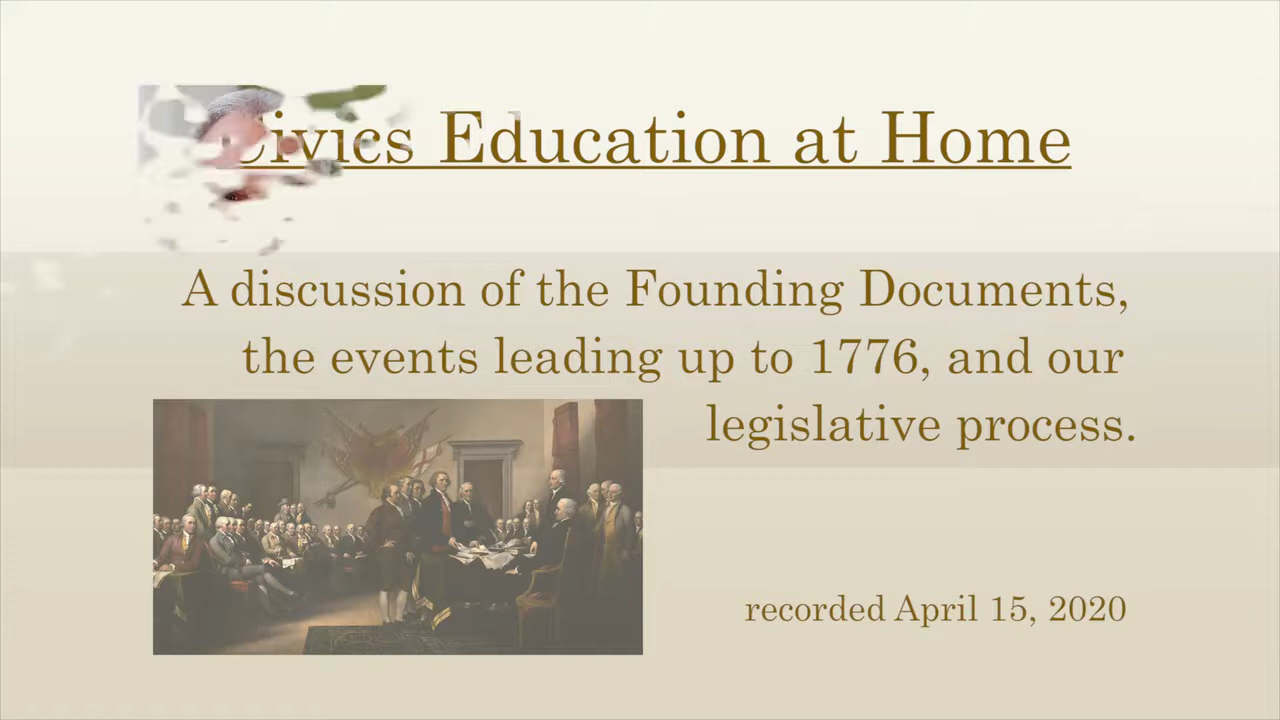 Civics Education at Home
A discussion of the Founding Documents,
the events leading up to 1776, and our
legislative process.
recorded April 15, 2020